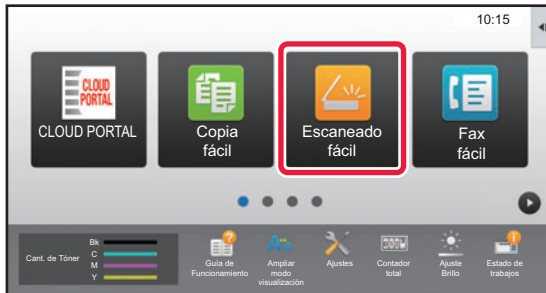 10:15
CLOUD
PORTAL
CLOUD PORTAL
Copia
fácil
Escaneado
fácil
Fax
fácil
Cant. de Tóner
Bk
C
M
Y
Guía de
Funcionamiento
Ampliar
modo
visualización
Ajustes
Contador
total
Ajuste
Brillo
Estado de
trabajos